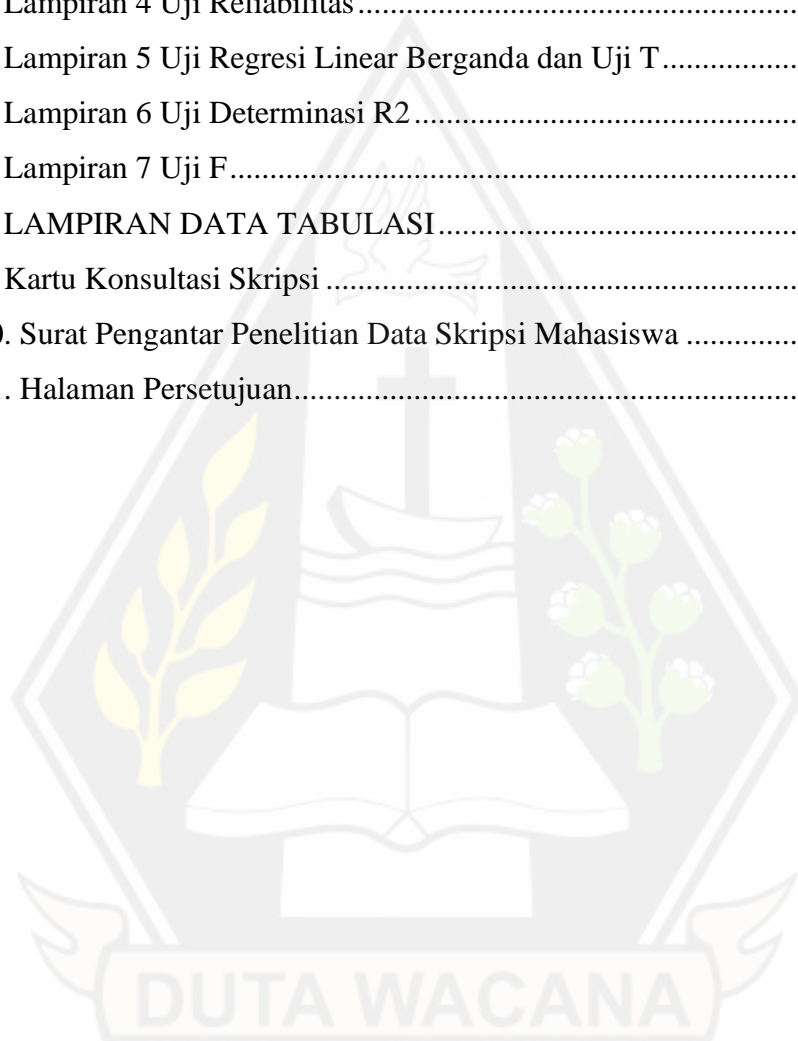 Lampiran 4 Uji Reliabilitas........................................................
Lampiran 5 Uji Regresi Linear Berganda dan Uji T.................
Lampiran 6 Uji Determinasi R2................................................
Lampiran 7 Uji F.......................................................................
LAMPIRAN DATA TABULASI.............................................
Kartu Konsultasi Skripsi ...........................................................
. Surat Pengantar Penelitian Data Skripsi Mahasiswa ..............
. Halaman Persetujuan...............................................................
DUTA WACANA